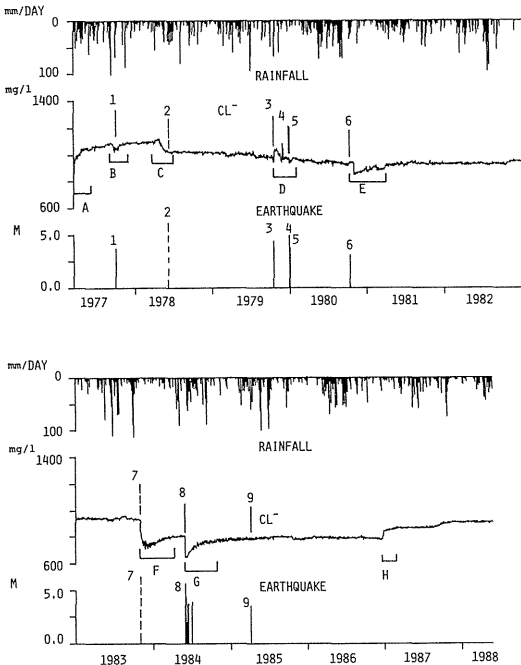 mm/DAY
0
100
RAINFALL
mg/l
1400
CL⁻
1
2
3
4
5
6
B
C
D
E
A
600
EARTHQUAKE
M
5.0
0.0
1
2
3
4
5
6
1977 1978 1979 1980 1981 1982
mm/DAY
0
100
RAINFALL
mg/l
1400
7
8
9
CL⁻
600
F
G
H
EARTHQUAKE
M
5.0
0.0
7
8
9
1983 1984 1985 1986 1987 1988